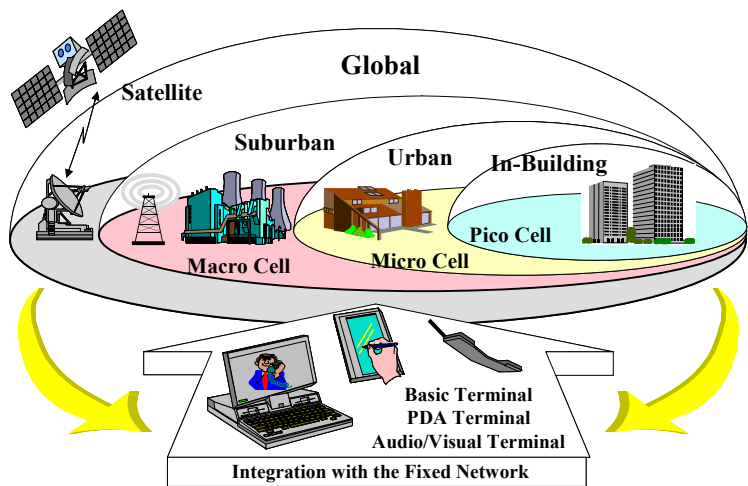 Global
Satellite
Suburban
Urban
In-Building
Pico Cell
Micro Cell
Macro Cell
Basic Terminal
PDA Terminal
Audio/Visual Terminal
Integration with the Fixed Network